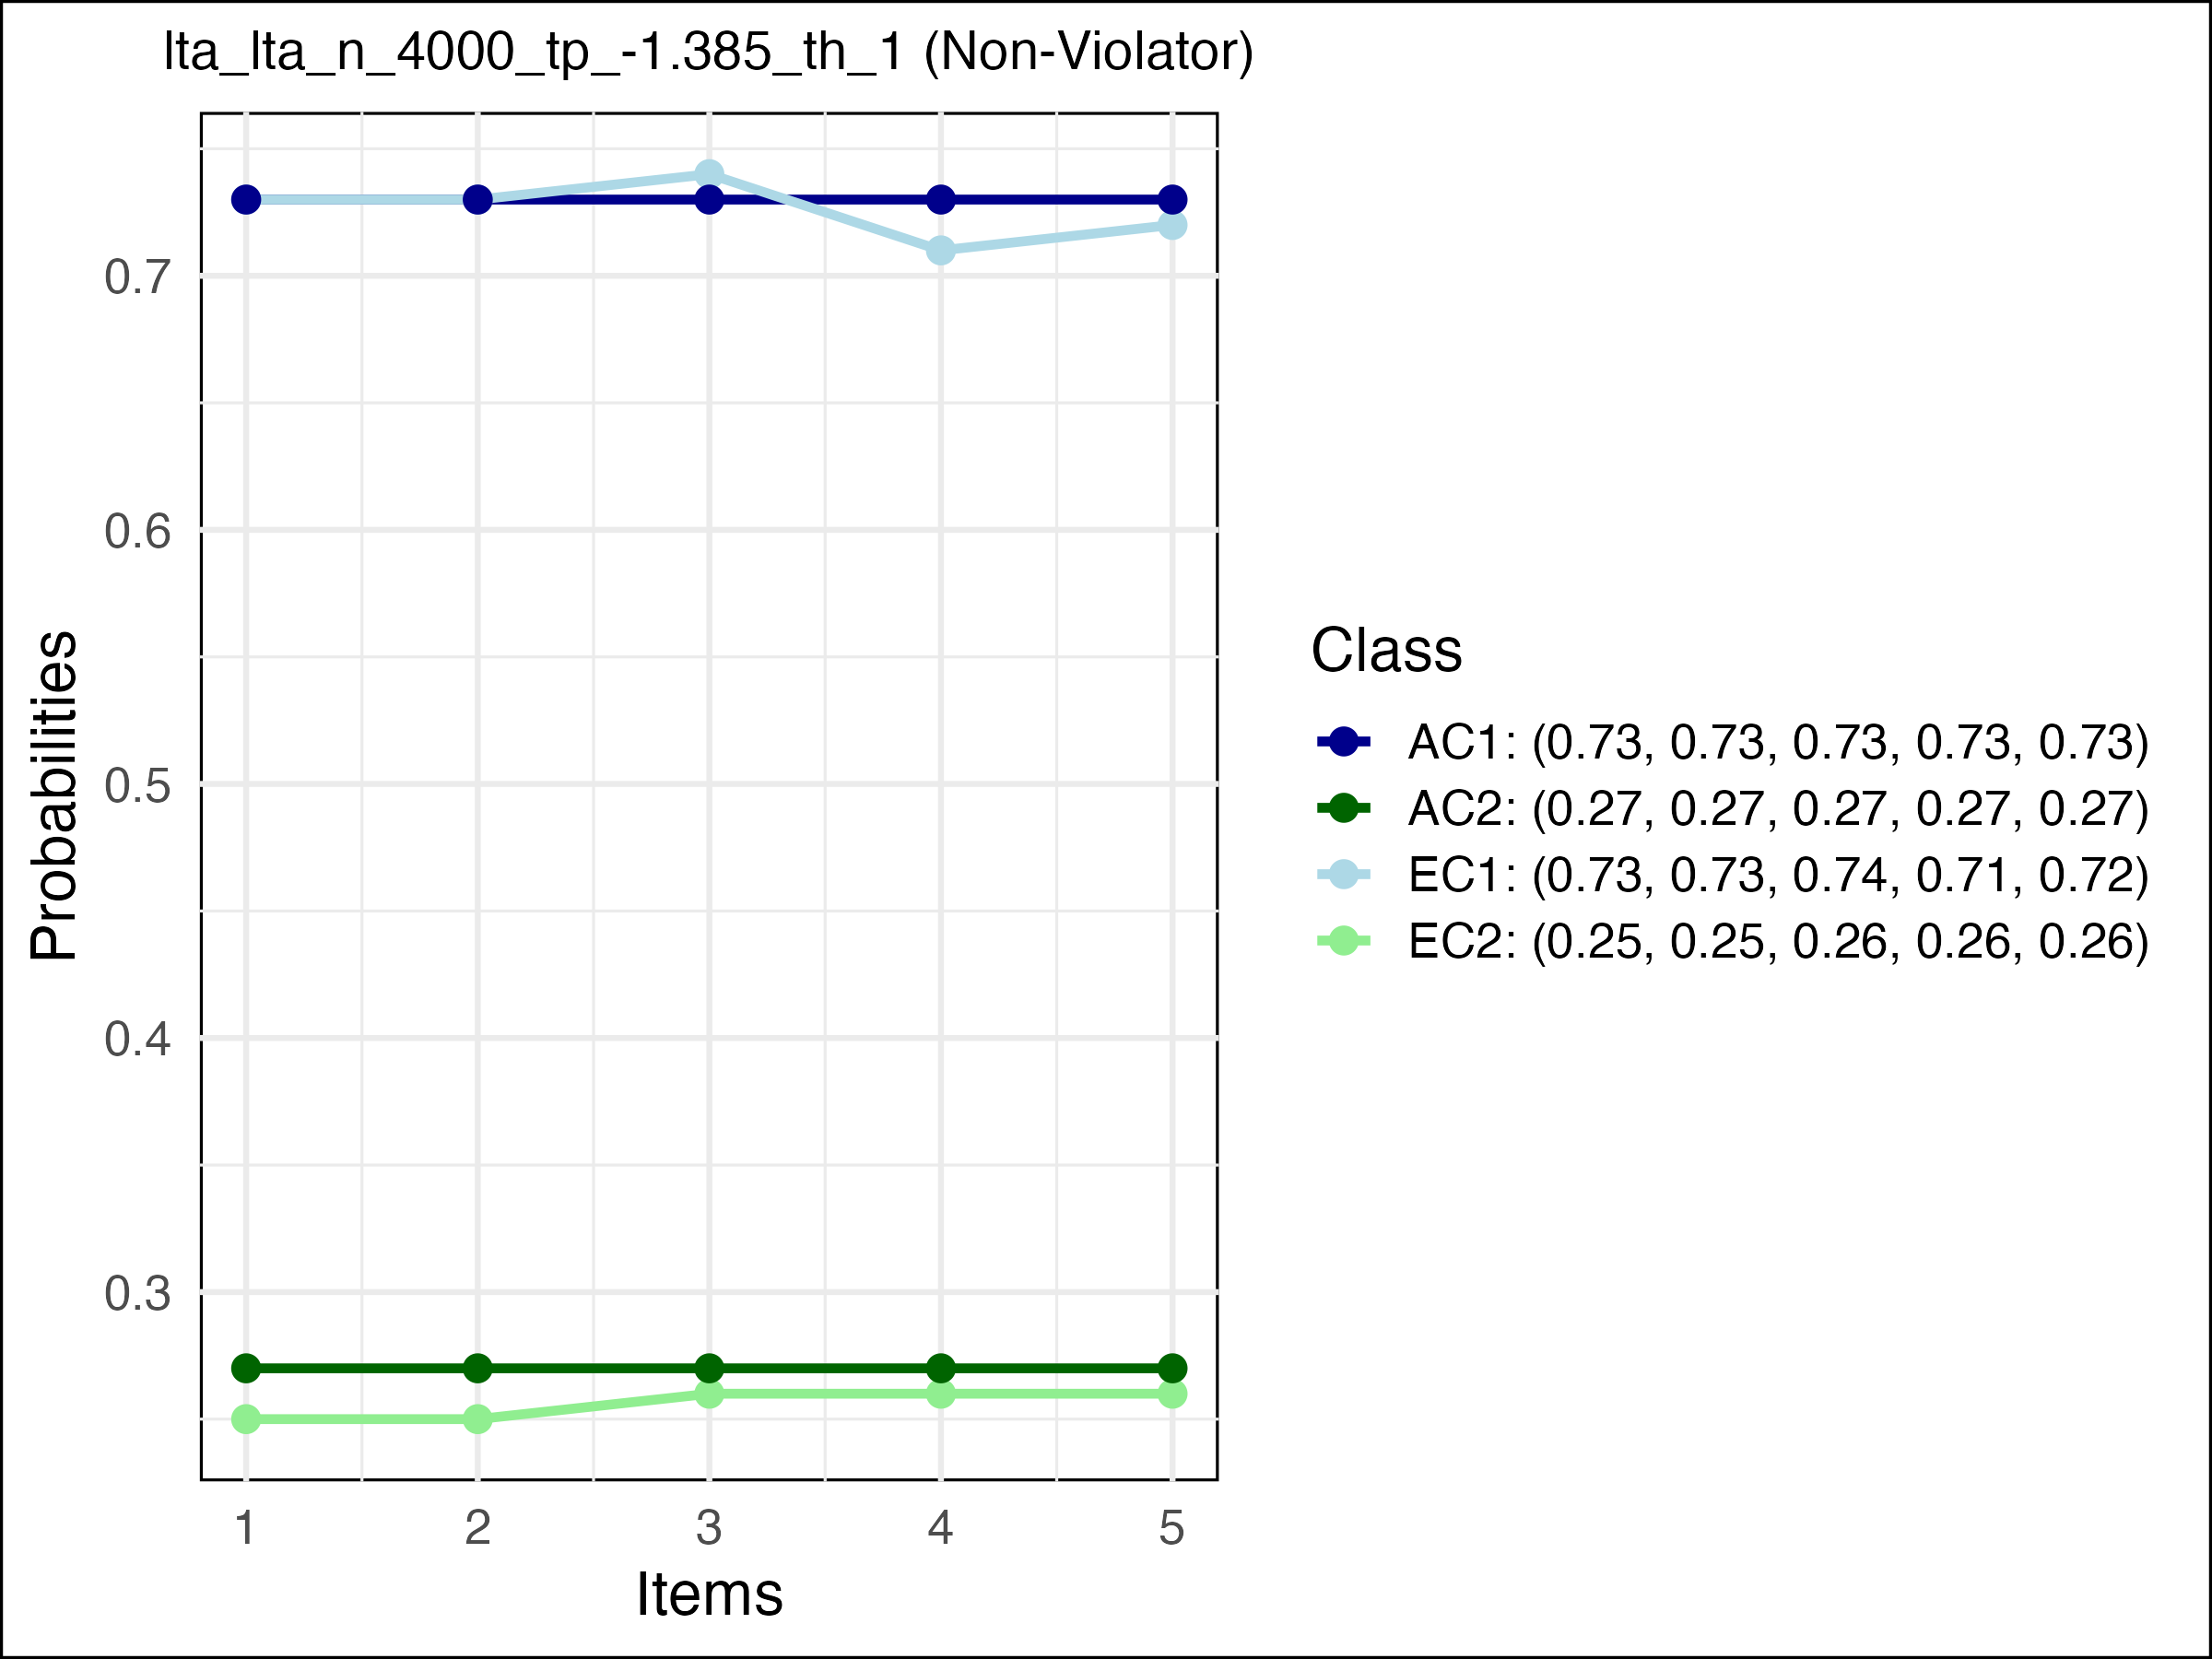 lta_lta_n_4000_tp_-1.385_th_1 (Non-Violator)
Probabilities
0.7
0.6
0.5
0.4
0.3
1 2 3 4 5
Items
Class
AC1: (0.73, 0.73, 0.73, 0.73, 0.73)
AC2: (0.27, 0.27, 0.27, 0.27, 0.27)
EC1: (0.73, 0.73, 0.74, 0.71, 0.72)
EC2: (0.25, 0.25, 0.26, 0.26, 0.26)